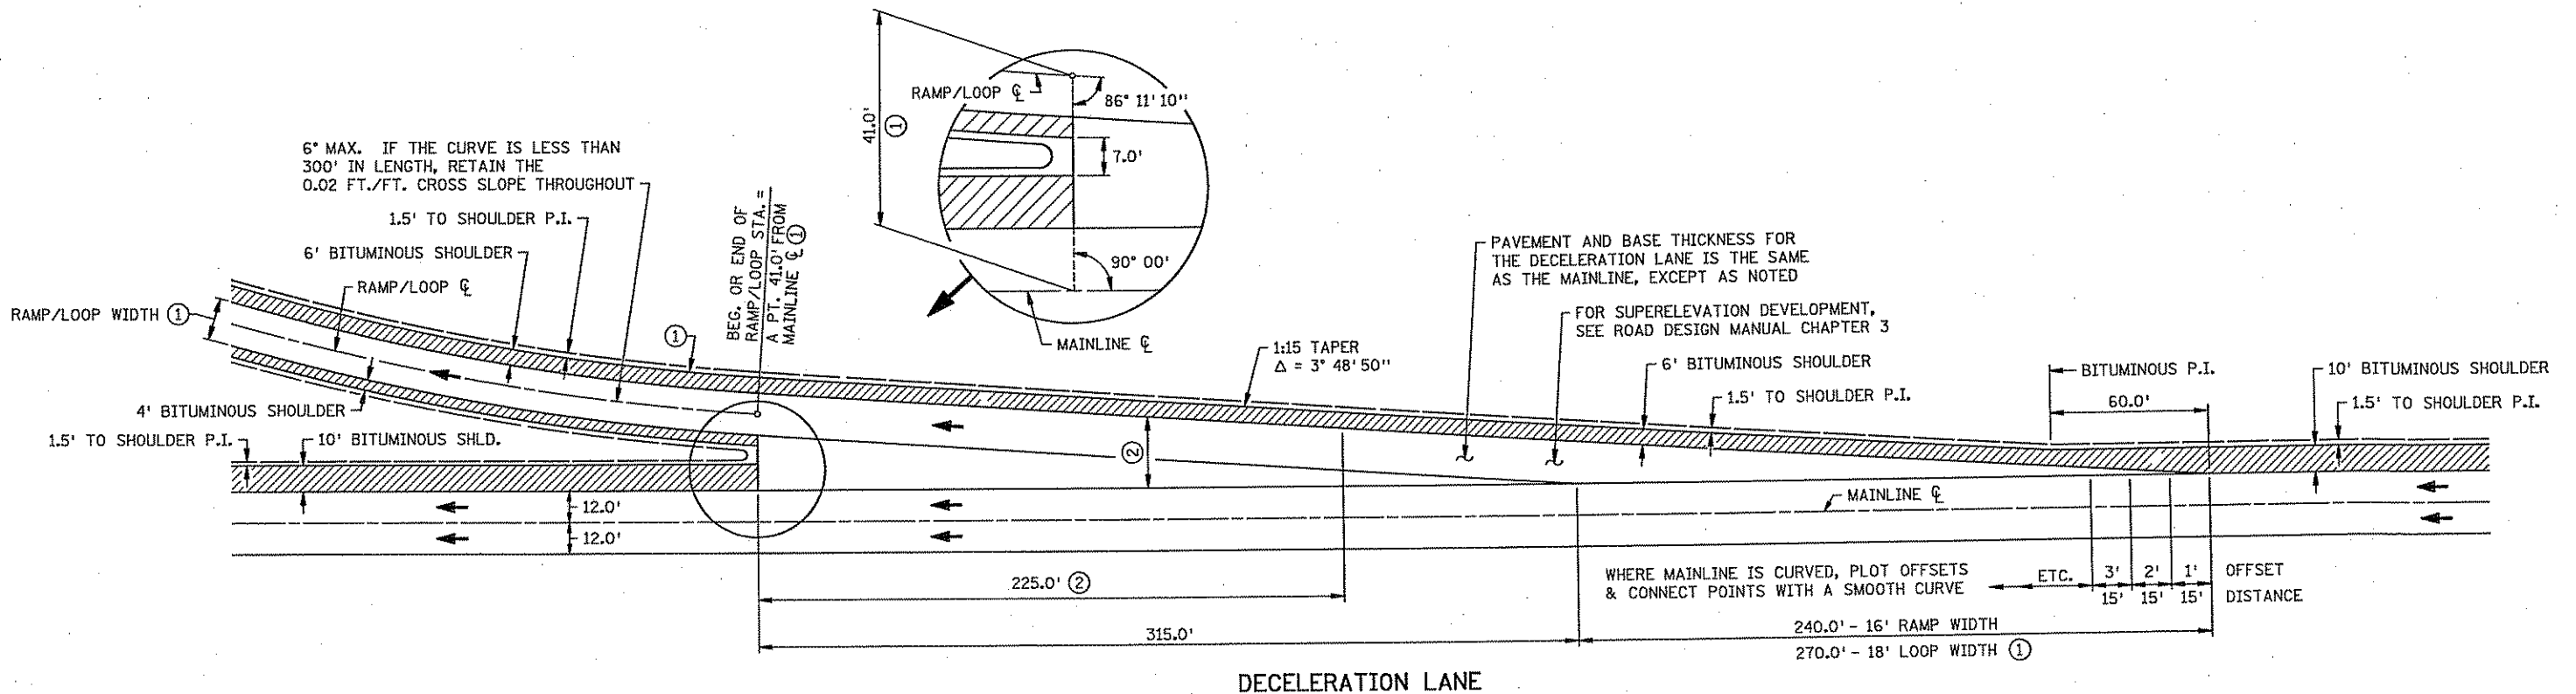 41.0'
①
RAMP/LOOP ℄
86° 11' 10"
7.0'
90° 00'
MAINLINE ℄
6° MAX. IF THE CURVE IS LESS THAN
300' IN LENGTH, RETAIN THE
0.02 FT./FT. CROSS SLOPE THROUGHOUT
1.5' TO SHOULDER P.I.
6' BITUMINOUS SHOULDER
RAMP/LOOP ℄
RAMP/LOOP WIDTH ①
4' BITUMINOUS SHOULDER
1.5' TO SHOULDER P.I.
10' BITUMINOUS SHLD.
①
BEG. OR END OF
RAMP/LOOP STA. =
A PT. 41.0' FROM
MAINLINE ℄ ①
1:15 TAPER
Δ = 3° 48' 50"
PAVEMENT AND BASE THICKNESS FOR
THE DECELERATION LANE IS THE SAME
AS THE MAINLINE, EXCEPT AS NOTED
FOR SUPERELEVATION DEVELOPMENT,
SEE ROAD DESIGN MANUAL CHAPTER 3
6' BITUMINOUS SHOULDER
1.5' TO SHOULDER P.I.
BITUMINOUS P.I.
60.0'
10' BITUMINOUS SHOULDER
1.5' TO SHOULDER P.I.
②
MAINLINE ℄
12.0'
12.0'
225.0' ②
315.0'
WHERE MAINLINE IS CURVED, PLOT OFFSETS
& CONNECT POINTS WITH A SMOOTH CURVE
ETC. 3' 2' 1' OFFSET
15' 15' 15' DISTANCE
240.0' - 16' RAMP WIDTH
270.0' - 18' LOOP WIDTH ①
DECELERATION LANE